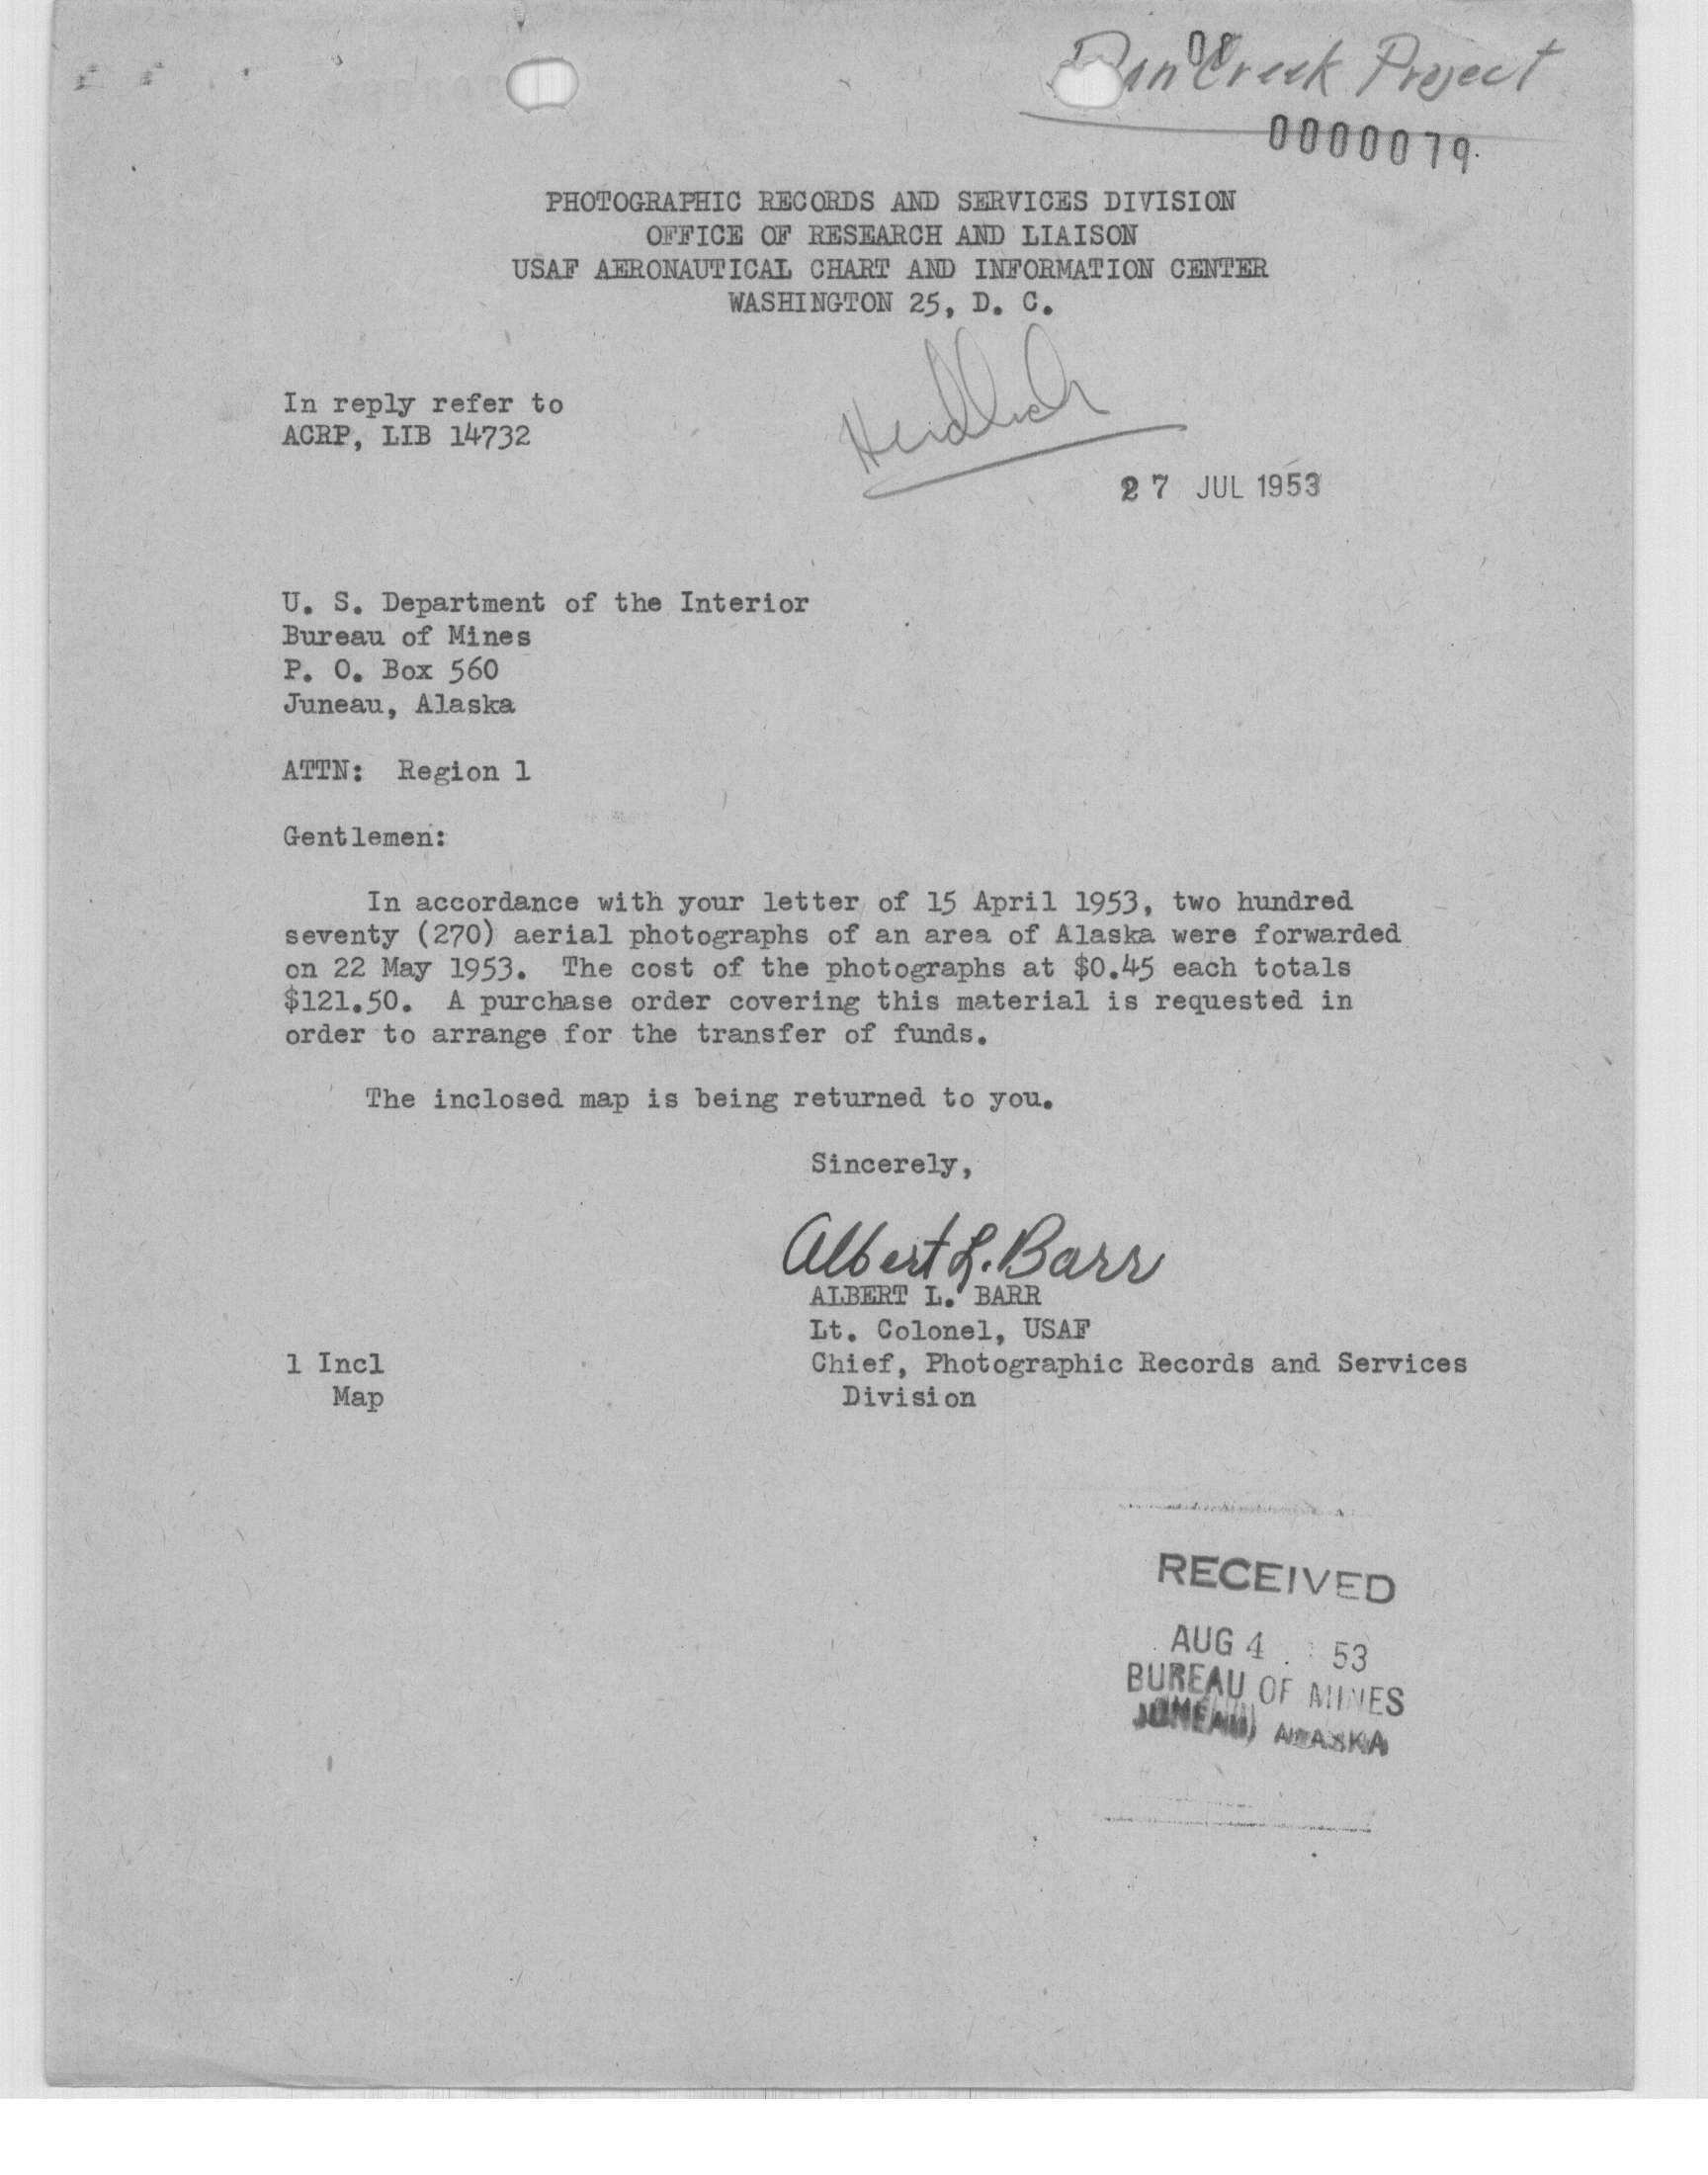 Creek Project
0000079
PHOTOGRAPHIC RECORDS AND SERVICES DIVISION
OFFICE OF RESEARCH AND LIAISON
USAF AERONAUTICAL CHART AND INFORMATION CENTER
WASHINGTON 25, D. C.
In reply refer to
ACRP, LIB 14732
27 JUL 1953
U. S. Department of the Interior
Bureau of Mines
P. O. Box 560
Juneau, Alaska
ATTN: Region 1
Gentlemen:
In accordance with your letter of 15 April 1953, two hundred
seventy (270) aerial photographs of an area of Alaska were forwarded
on 22 May 1953. The cost of the photographs at $0.45 each totals
$121.50. A purchase order covering this material is requested in
order to arrange for the transfer of funds.
The inclosed map is being returned to you.
Sincerely,
Albert L. Barr
ALBERT L. BARR
Lt. Colonel, USAF
1 Incl Chief, Photographic Records and Services
Map Division
RECEIVED
AUG 4 53
BUREAU OF MINES
JUNEAU, ALASKA